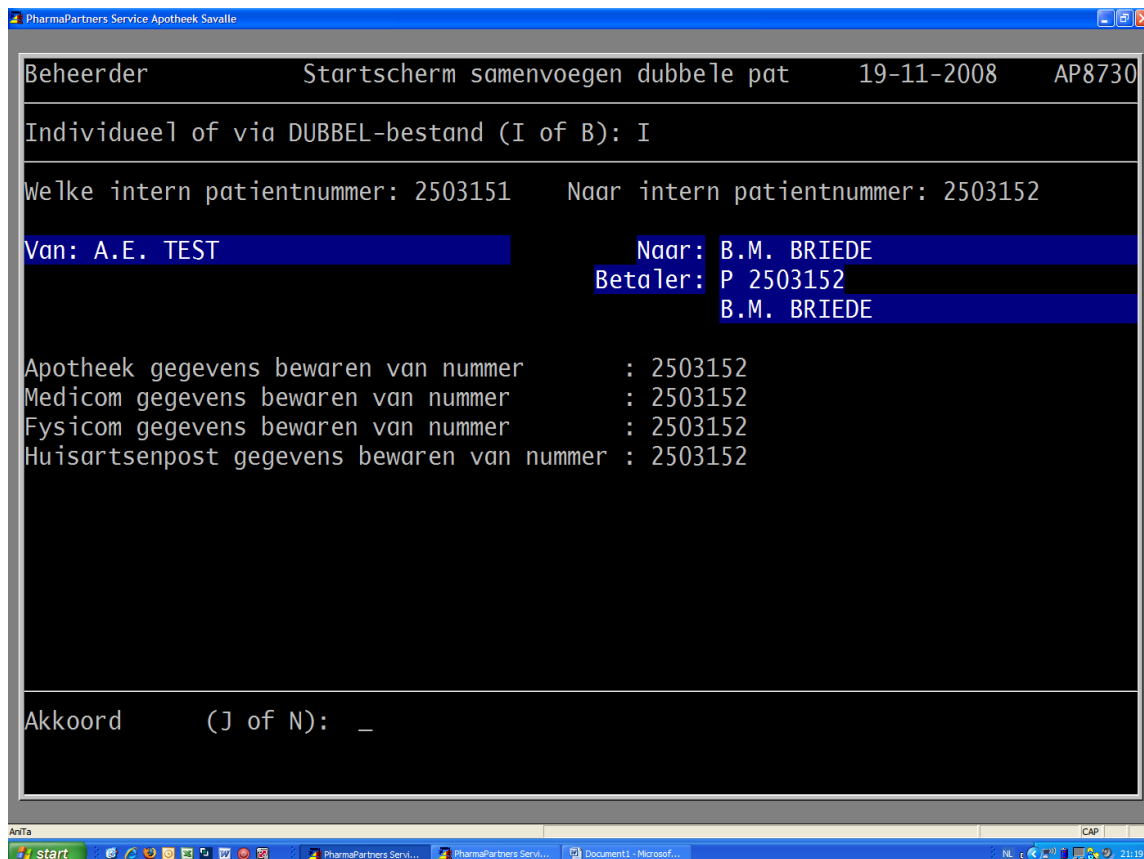 PharmaPartners Service Apotheek Savalle
Beheerder Startscherm samenvoegen dubbele pat 19-11-2008 AP8730
Individueel of via DUBBEL-bestand (I of B): I
Welke intern patientnummer: 2503151 Naar intern patientnummer: 2503152
Van: A.E. TEST Naar: B.M. BRIEDE
Betaler: P 2503152
B.M. BRIEDE
Apotheek gegevens bewaren van nummer : 2503152
Medicom gegevens bewaren van nummer : 2503152
Fysicom gegevens bewaren van nummer : 2503152
Huisartsenpost gegevens bewaren van nummer : 2503152
Akkoord (J of N): _
AniTa CAP
start PharmaPartners Servi... PharmaPartners Servi... Document1 - Microsof... NL 21:19